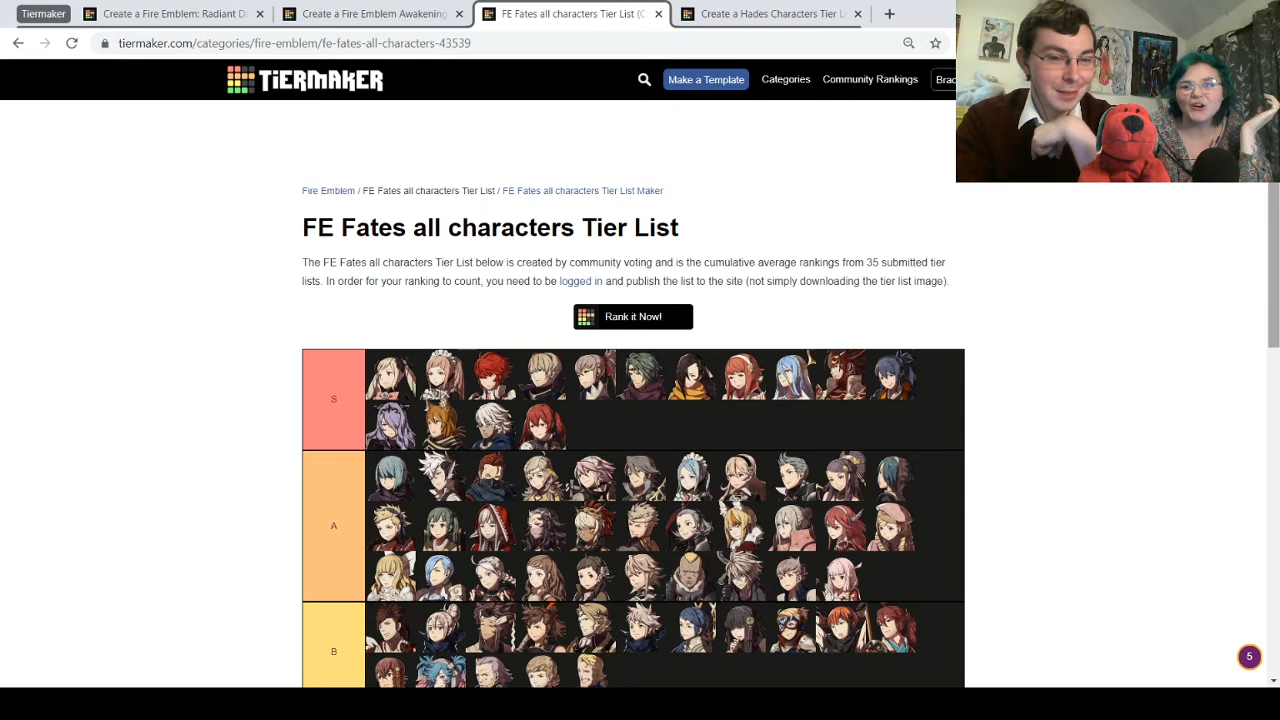 Tiermaker
Create a Fire Emblem: Radiant D
Create a Fire Emblem Awakening
FE Fates all characters Tier List (C
Create a Hades Characters Tier Li
tiermaker.com/categories/fire-emblem/fe-fates-all-characters-43539
TiERMAKER
Make a Template
Categories
Community Rankings
Brac
Fire Emblem / FE Fates all characters Tier List / FE Fates all characters Tier List Maker
FE Fates all characters Tier List
The FE Fates all characters Tier List below is created by community voting and is the cumulative average rankings from 35 submitted tier
lists. In order for your ranking to count, you need to be logged in and publish the list to the site (not simply downloading the tier list image).
Rank it Now!
S
A
B
5